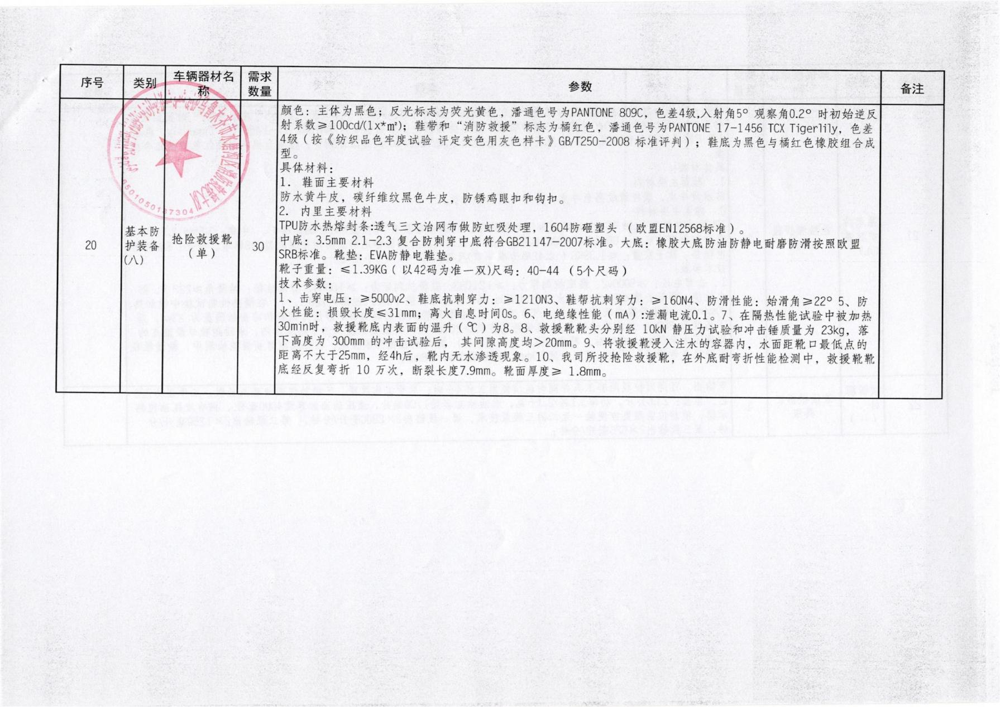 序号
类别
车辆器材名
称
需求
数量
参数
备注
20
基本防
护装备
(八)
抢险救援靴
（单）
30
颜色：主体为黑色；反光标志为荧光黄色，潘通色号为PANTONE 809C，色差4级,入射角5° 观察角0.2° 时初始逆反
射系数≥100cd/(lx*m²)；鞋带和“消防救援”标志为橘红色，潘通色号为PANTONE 17-1456 TCX Tigerlily，色差
4级（按《纺织品色牢度试验 评定变色用灰色样卡》GB/T250-2008 标准评判）；鞋底为黑色与橘红色橡胶组合成
型。
具体材料：
1. 鞋面主要材料
防水黄牛皮，碳纤维纹黑色牛皮，防锈鸡眼扣和钩扣。
2. 内里主要材料
TPU防水热熔封条:透气三文治网布做防虹吸处理，1604防砸塑头 （欧盟EN12568标准）。
中底：3.5mm 2.1-2.3 复合防刺穿中底符合GB21147-2007标准。大底：橡胶大底防油防静电耐磨防滑按照欧盟
SRB标准。靴垫：EVA防静电鞋垫。
靴子重量：≤1.39KG（ 以42码为准一双)尺码：40-44 （5个尺码）
技术参数：
1、击穿电压：≥5000v2、鞋底抗刺穿力：≥1210N3、鞋帮抗刺穿力：≥160N4、防滑性能：始滑角≥22° 5、防
火性能：损毁长度≤31mm；离火自息时间0s。6、电绝缘性能（mA）:泄漏电流0.1。7、在隔热性能试验中被加热
30min时，救援靴底内表面的温升（℃）为8。8、救援靴靴头分别经 10kN 静压力试验和冲击锤质量为 23kg，落
下高度为 300mm 的冲击试验后， 其间隙高度均＞20mm。9、将救援靴浸入注水的容器内，水面距靴口最低点的
距离不大于25mm，经4h后，靴内无水渗透现象。10、我司所投抢险救援靴，在外底耐弯折性能检测中，救援靴靴
底经反复弯折 10 万次，断裂长度7.9mm。靴面厚度≥ 1.8mm。
乌鲁木齐市水磨沟区消防救援大队
6501050187304